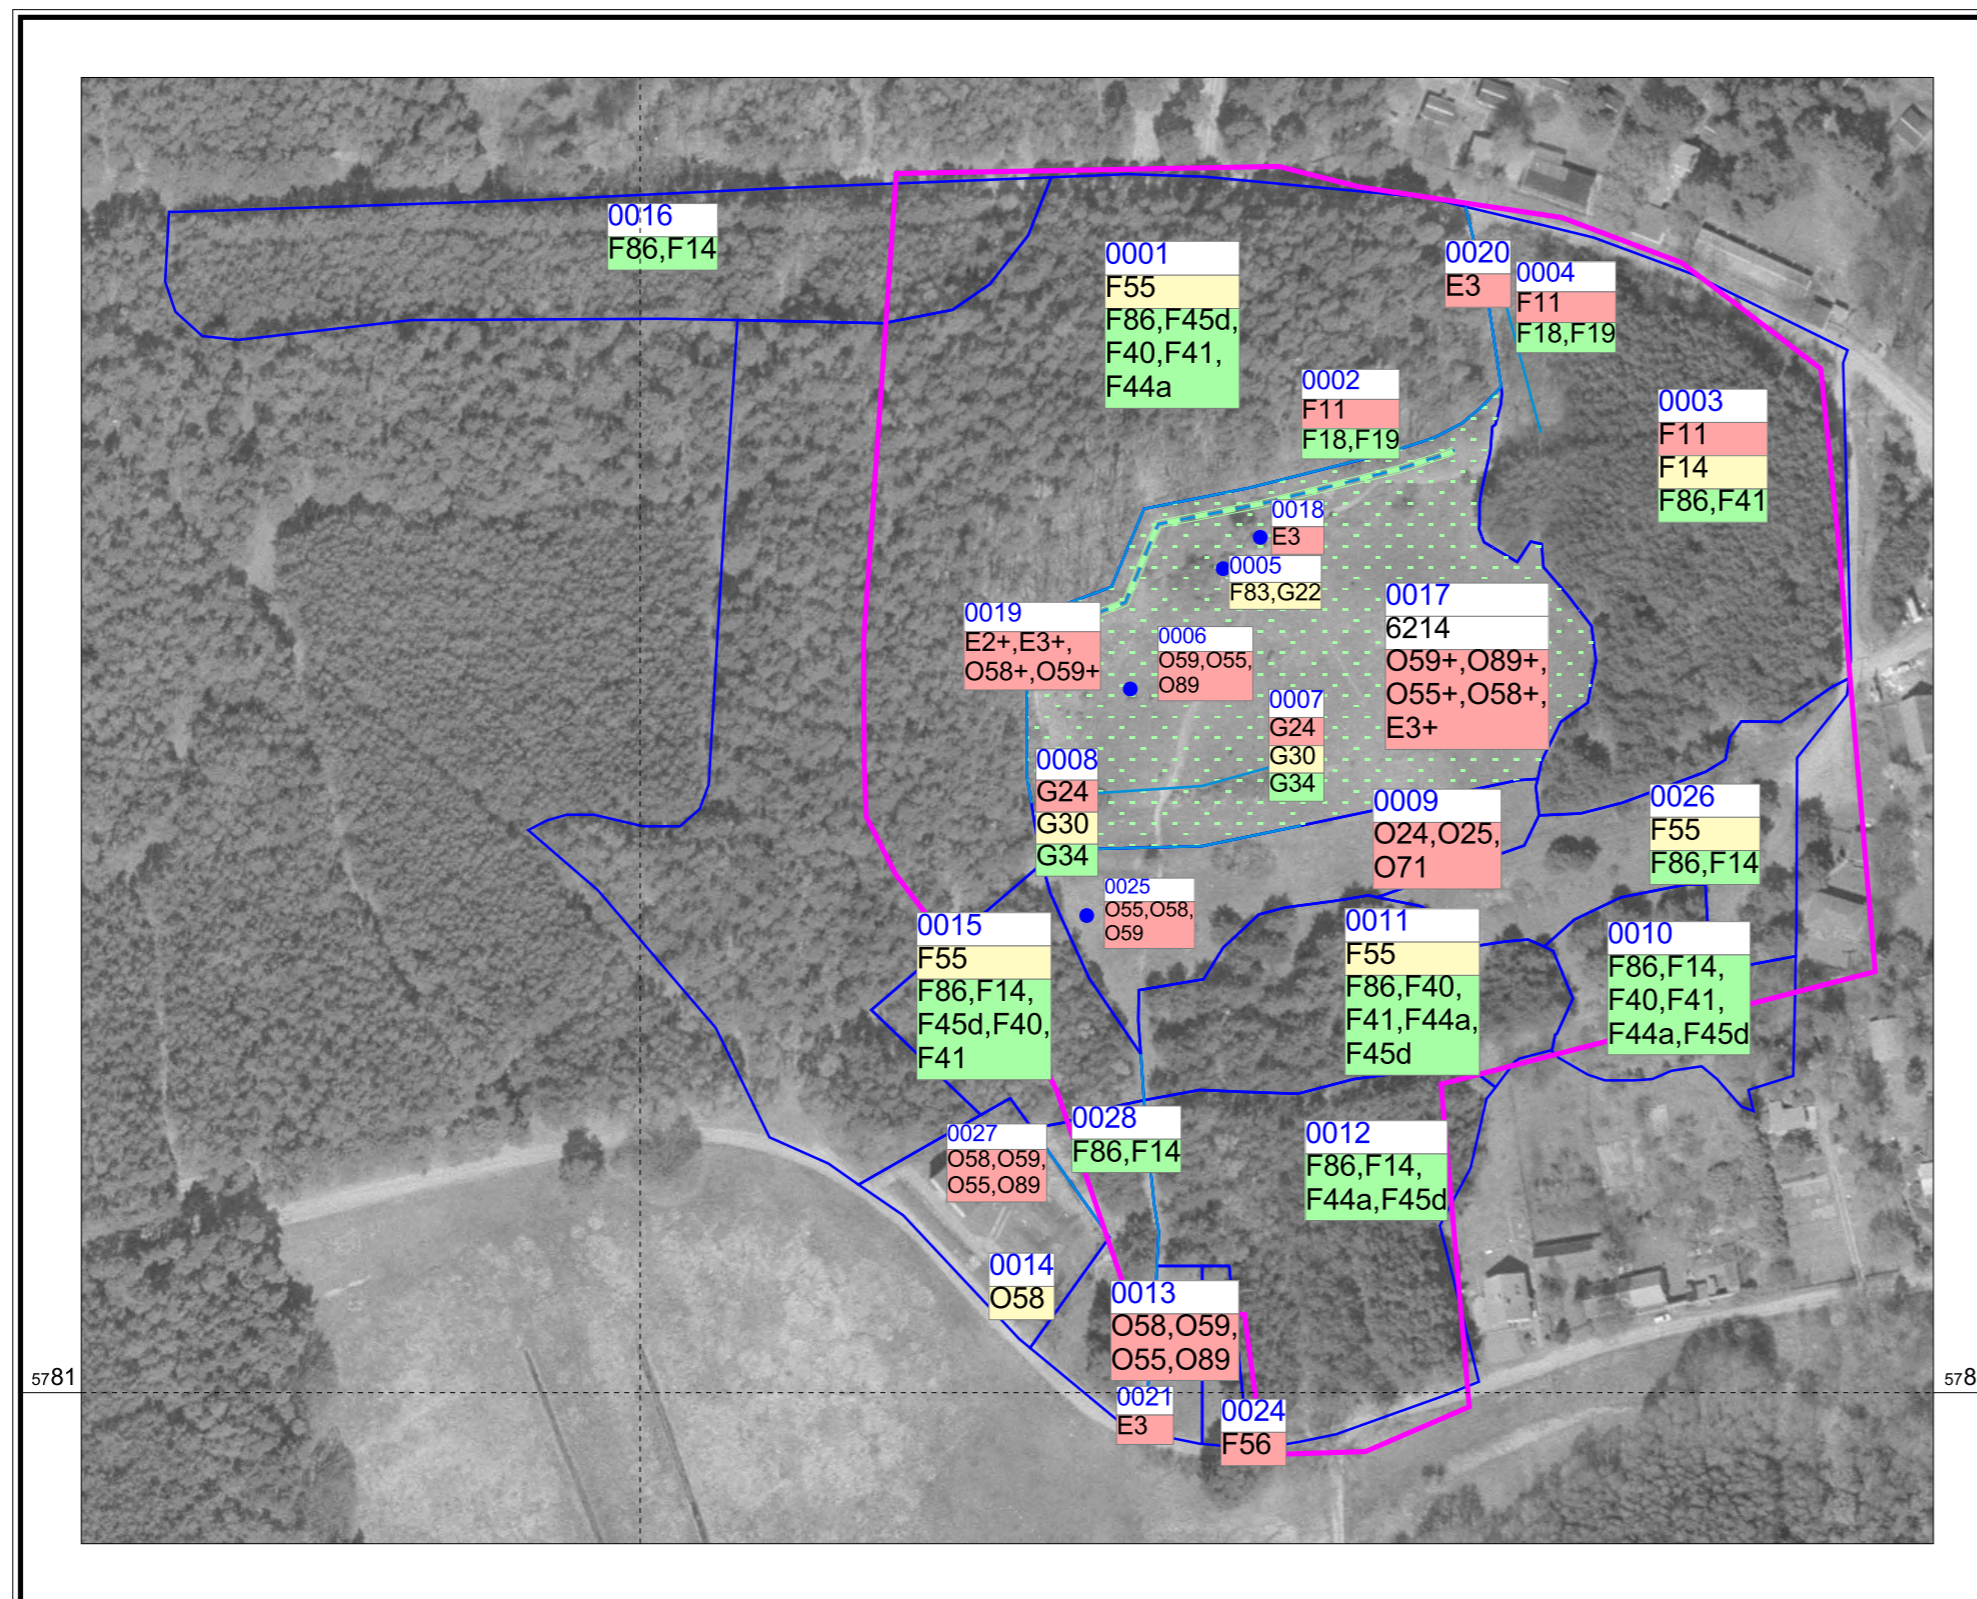 0016
F86,F14
0001
F55
F86,F45d,
F40,F41,
F44a
0020
E3
0004
F11
F18,F19
0002
F11
F18,F19
0003
F11
F14
F86,F41
0018
E3
0005
F83,G22
0017
6214
O59+,O89+,
O55+,O58+,
E3+
0019
E2+,E3+,
O58+,O59+
0006
O59,O55,
O89
0007
G24
G30
G34
0008
G24
G30
G34
0009
O24,O25,
O71
0026
F55
F86,F14
0025
O55,O58,
O59
0015
F55
F86,F14,
F45d,F40,
F41
0011
F55
F86,F40,
F41,F44a,
F45d
0010
F86,F14,
F40,F41,
F44a,F45d
0028
F86,F14
0027
O58,O59,
O55,O89
0012
F86,F14,
F44a,F45d
0014
O58
0013
O58,O59,
O55,O89
0021
E3
0024
F56
5781
578